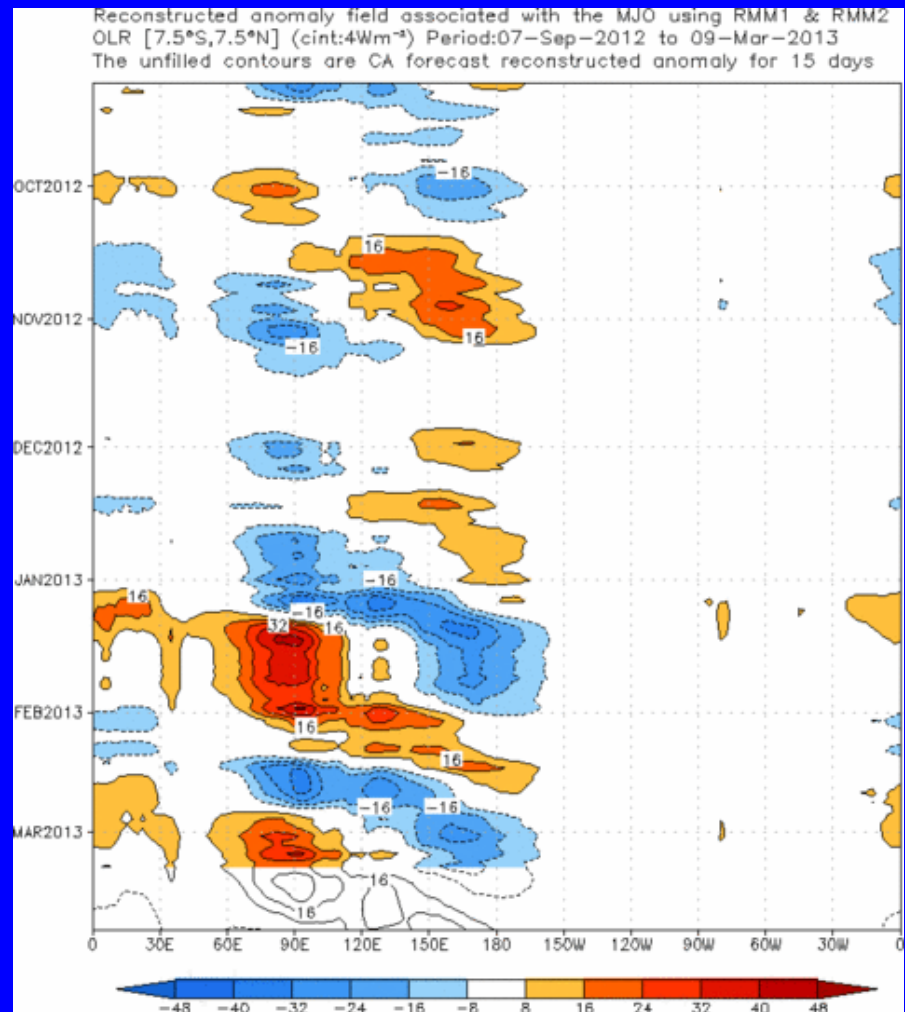 Reconstructed anomaly field associated with the MJO using RMM1 & RMM2
OLR [7.5°S,7.5°N] (cint:4Wm⁻²) Period:07-Sep-2012 to 09-Mar-2013
The unfilled contours are CA forecast reconstructed anomaly for 15 days
-16
OCT2012
16
NOV2012
16
-16
DEC2012
-16
JAN2013
16
-16
32
16
FEB2013
16
16
-16
-16
MAR2013
16
16
0 30E 60E 90E 120E 150E 180 150W 120W 90W 60W 30W 0
-48 -40 -32 -24 -16 -8 8 16 24 32 40 48